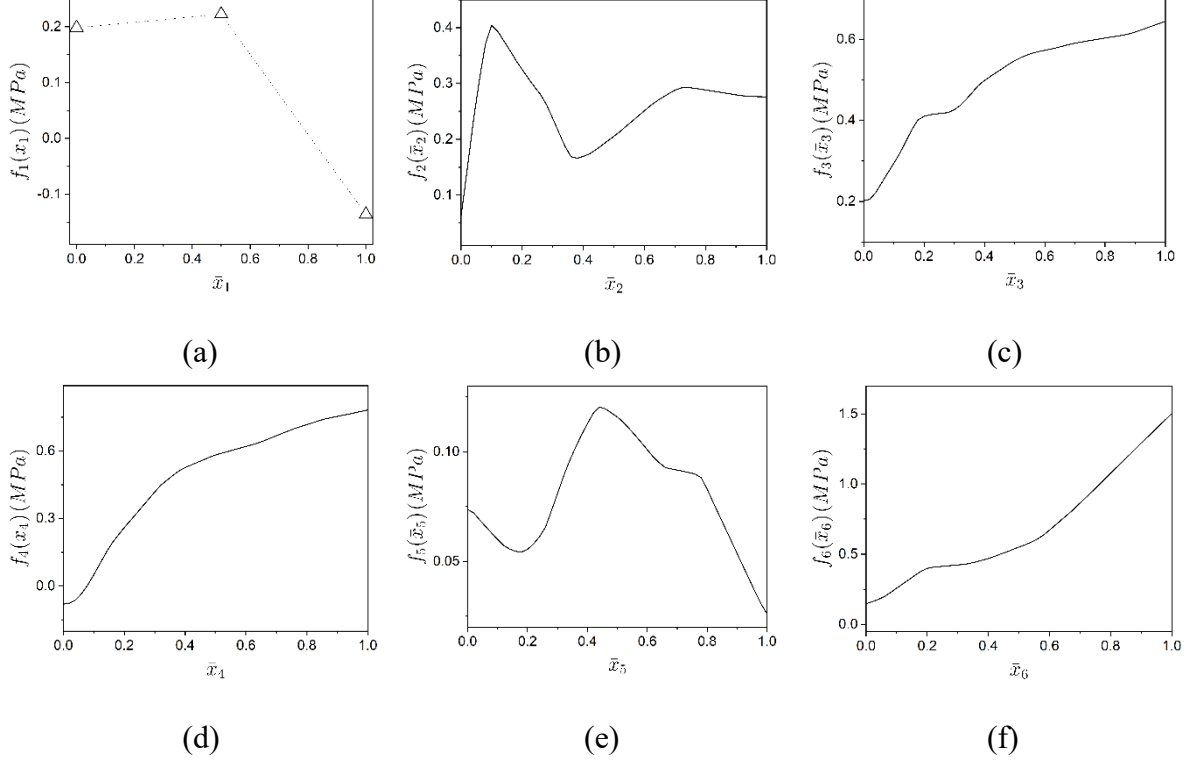 f₁(x̄₁) (MPa)
0.2
0.1
0.0
-0.1
0.0 0.2 0.4 0.6 0.8 1.0
x̄₁
(a)
f₂(x̄₂) (MPa)
0.4
0.3
0.2
0.1
0.0 0.2 0.4 0.6 0.8 1.0
x̄₂
(b)
f₃(x̄₃) (MPa)
0.6
0.4
0.2
0.0 0.2 0.4 0.6 0.8 1.0
x̄₃
(c)
f₄(x̄₄) (MPa)
0.6
0.3
0.0
0.0 0.2 0.4 0.6 0.8 1.0
x̄₄
(d)
f₅(x̄₅) (MPa)
0.10
0.05
0.0 0.2 0.4 0.6 0.8 1.0
x̄₅
(e)
f₆(x̄₆) (MPa)
1.5
1.0
0.5
0.0
0.0 0.2 0.4 0.6 0.8 1.0
x̄₆
(f)